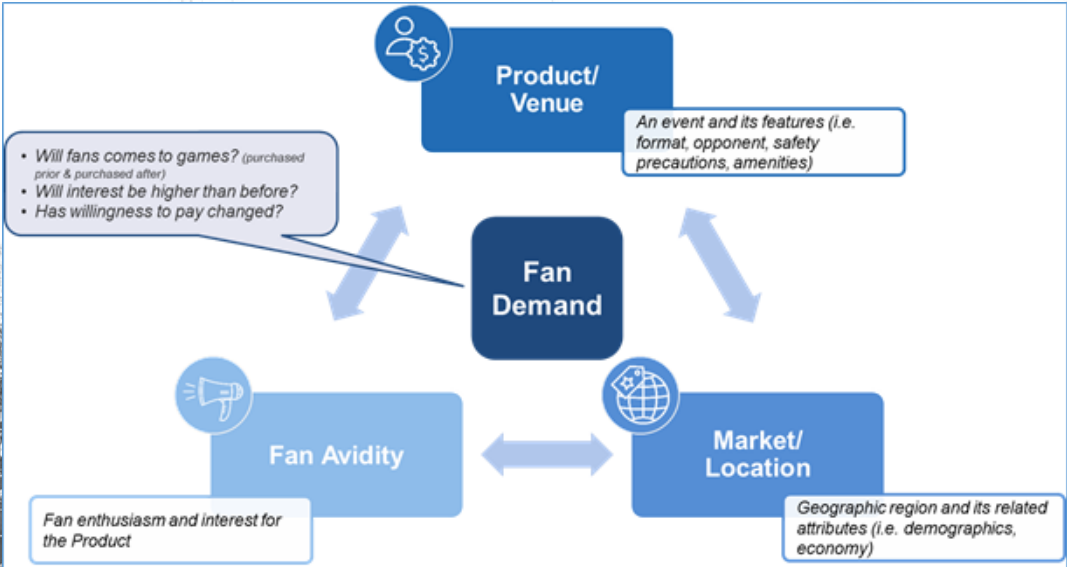 Product/
Venue
An event and its features (i.e.
format, opponent, safety
precautions, amenities)
• Will fans comes to games? (purchased
prior & purchased after)
• Will interest be higher than before?
• Has willingness to pay changed?
Fan
Demand
Fan Avidity
Fan enthusiasm and interest for
the Product
Market/
Location
Geographic region and its related
attributes (i.e. demographics,
economy)